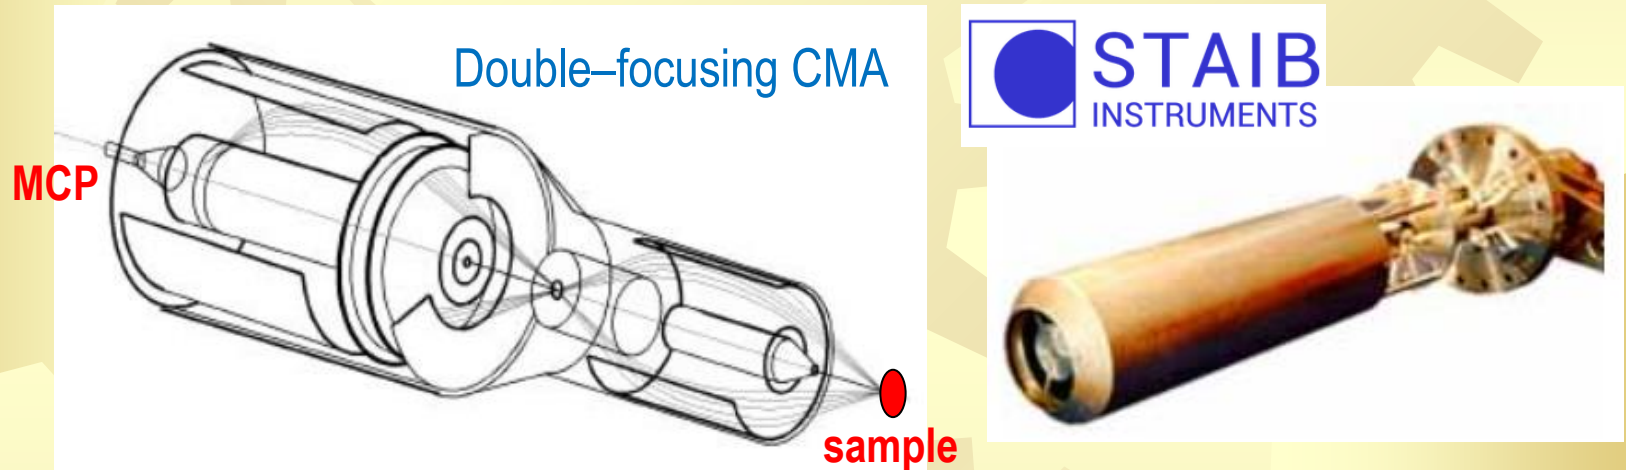 Double–focusing CMA
MCP
sample
STAIB
INSTRUMENTS